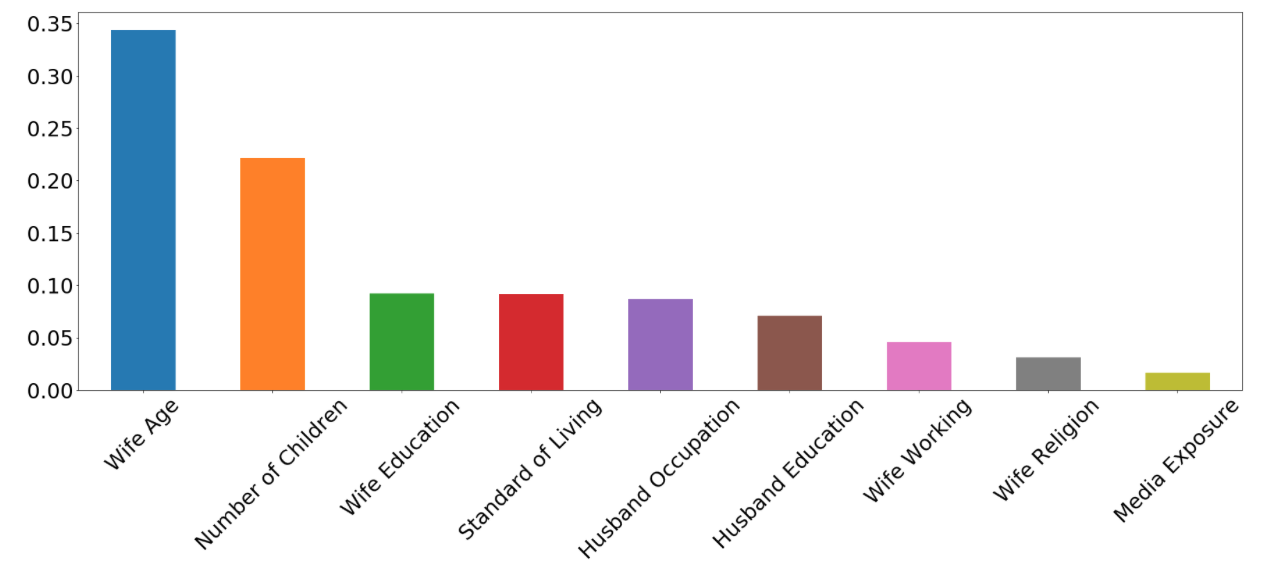 0.35
0.30
0.25
0.20
0.15
0.10
0.05
0.00
Wife Age
Number of Children
Wife Education
Standard of Living
Husband Occupation
Husband Education
Wife Working
Wife Religion
Media Exposure